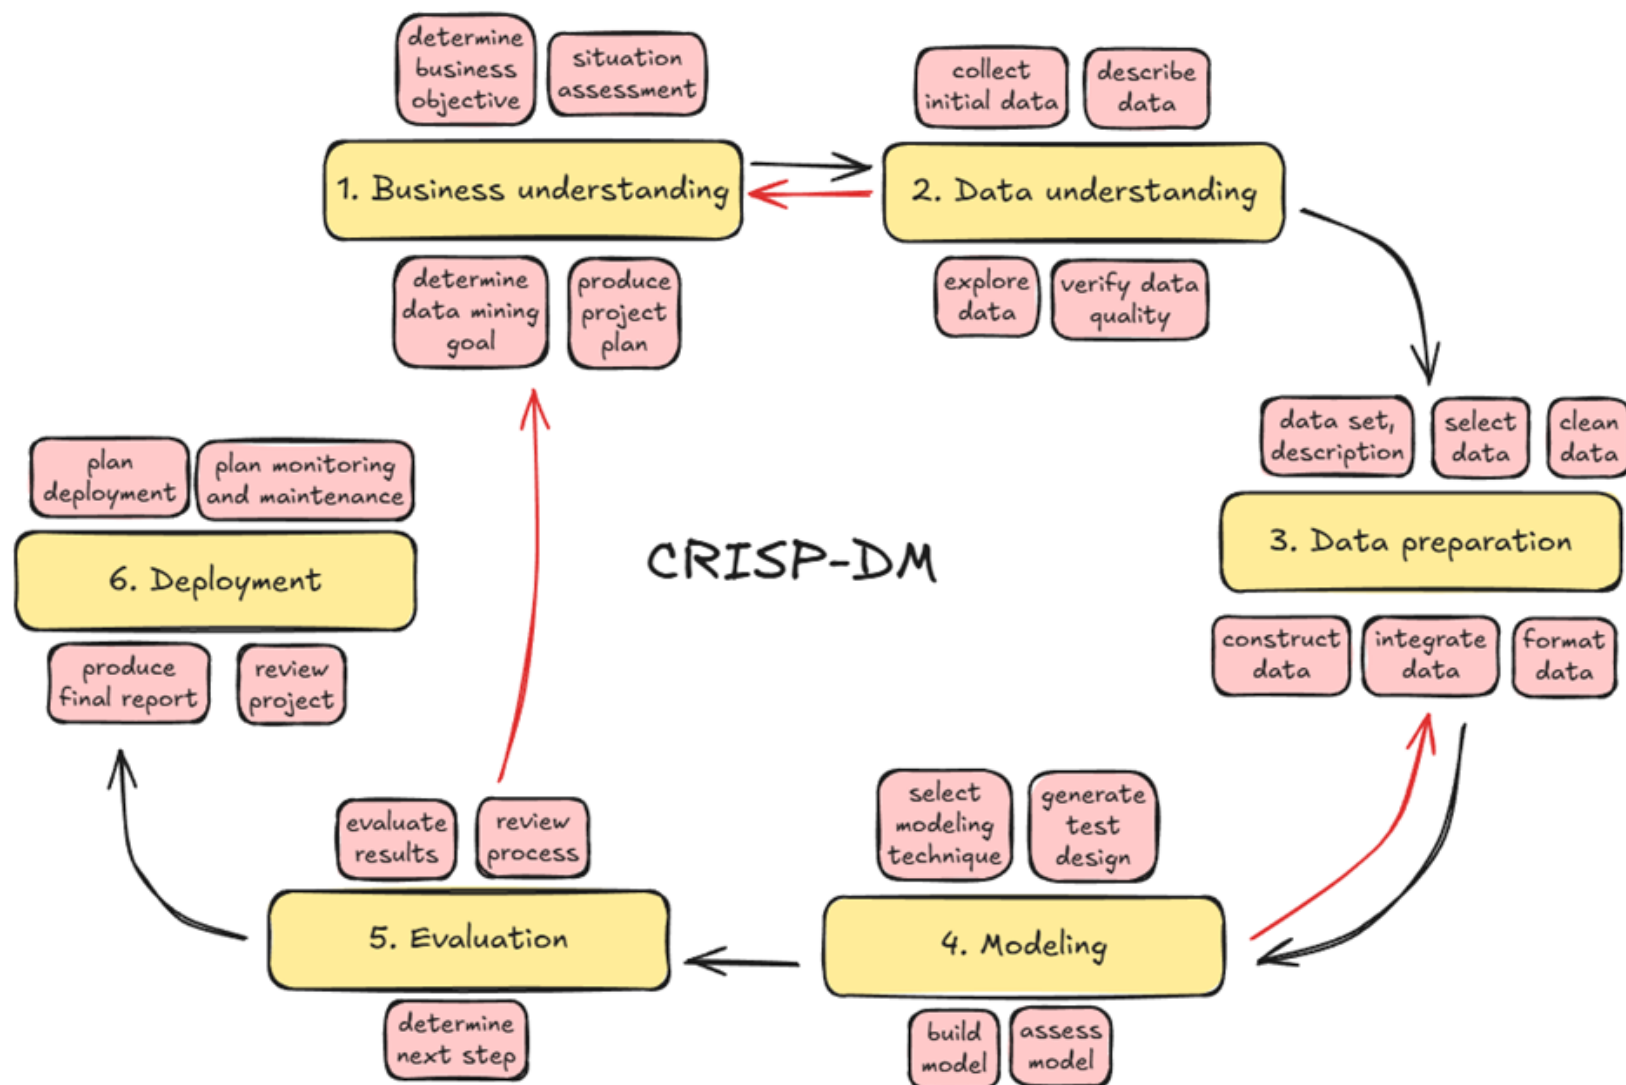 determine
business
objective
situation
assessment
collect
initial data
describe
data
1. Business understanding
2. Data understanding
determine
data mining
goal
produce
project
plan
explore
data
verify data
quality
data set,
description
select
data
clean
data
plan
deployment
plan monitoring
and maintenance
3. Data preparation
CRISP-DM
6. Deployment
construct
data
integrate
data
format
data
produce
final report
review
project
select
modeling
technique
generate
test
design
evaluate
results
review
process
5. Evaluation
4. Modeling
determine
next step
build
model
assess
model